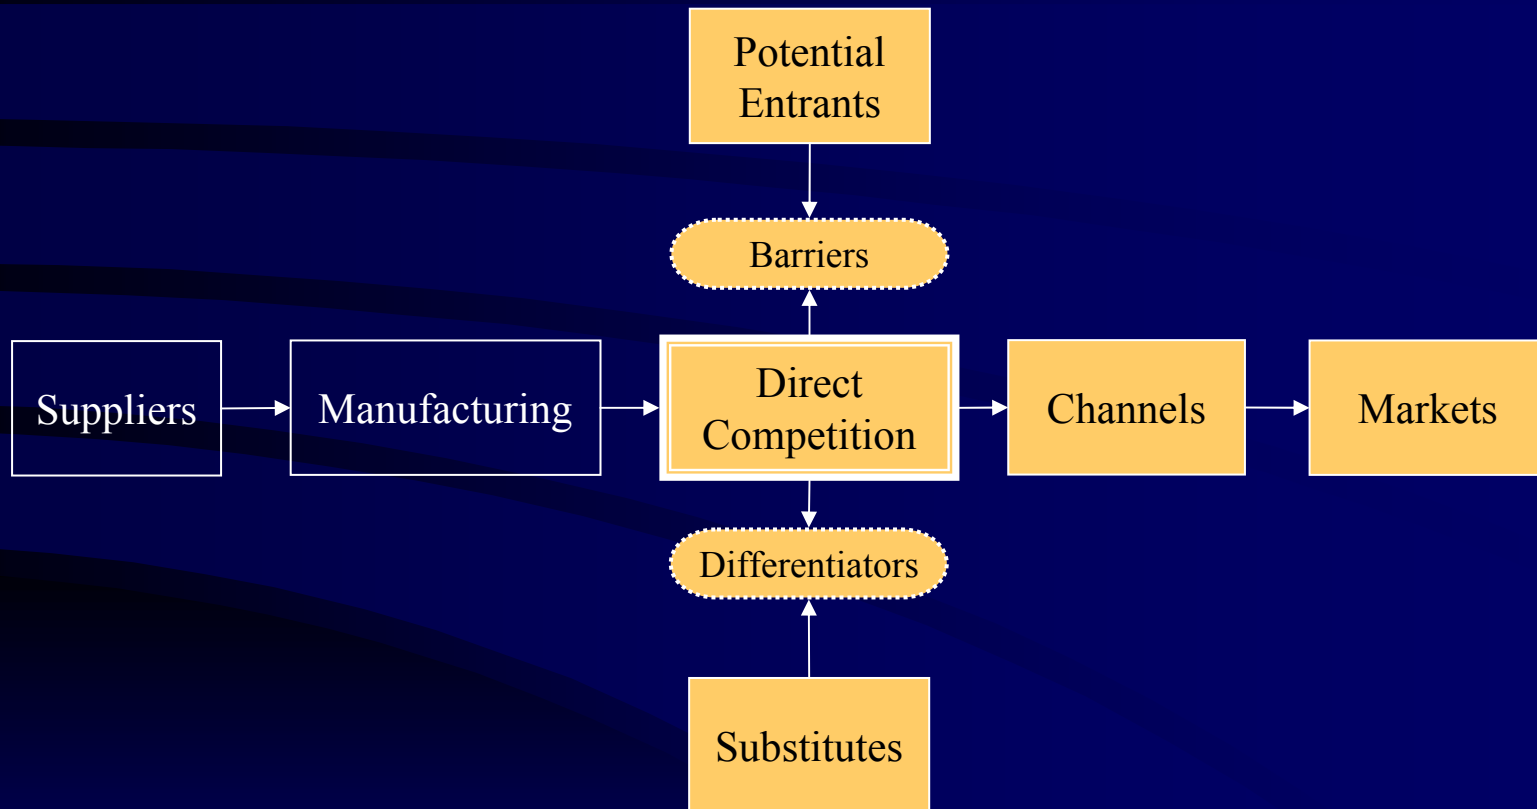 Potential
Entrants
Barriers
Suppliers
Manufacturing
Direct
Competition
Channels
Markets
Differentiators
Substitutes